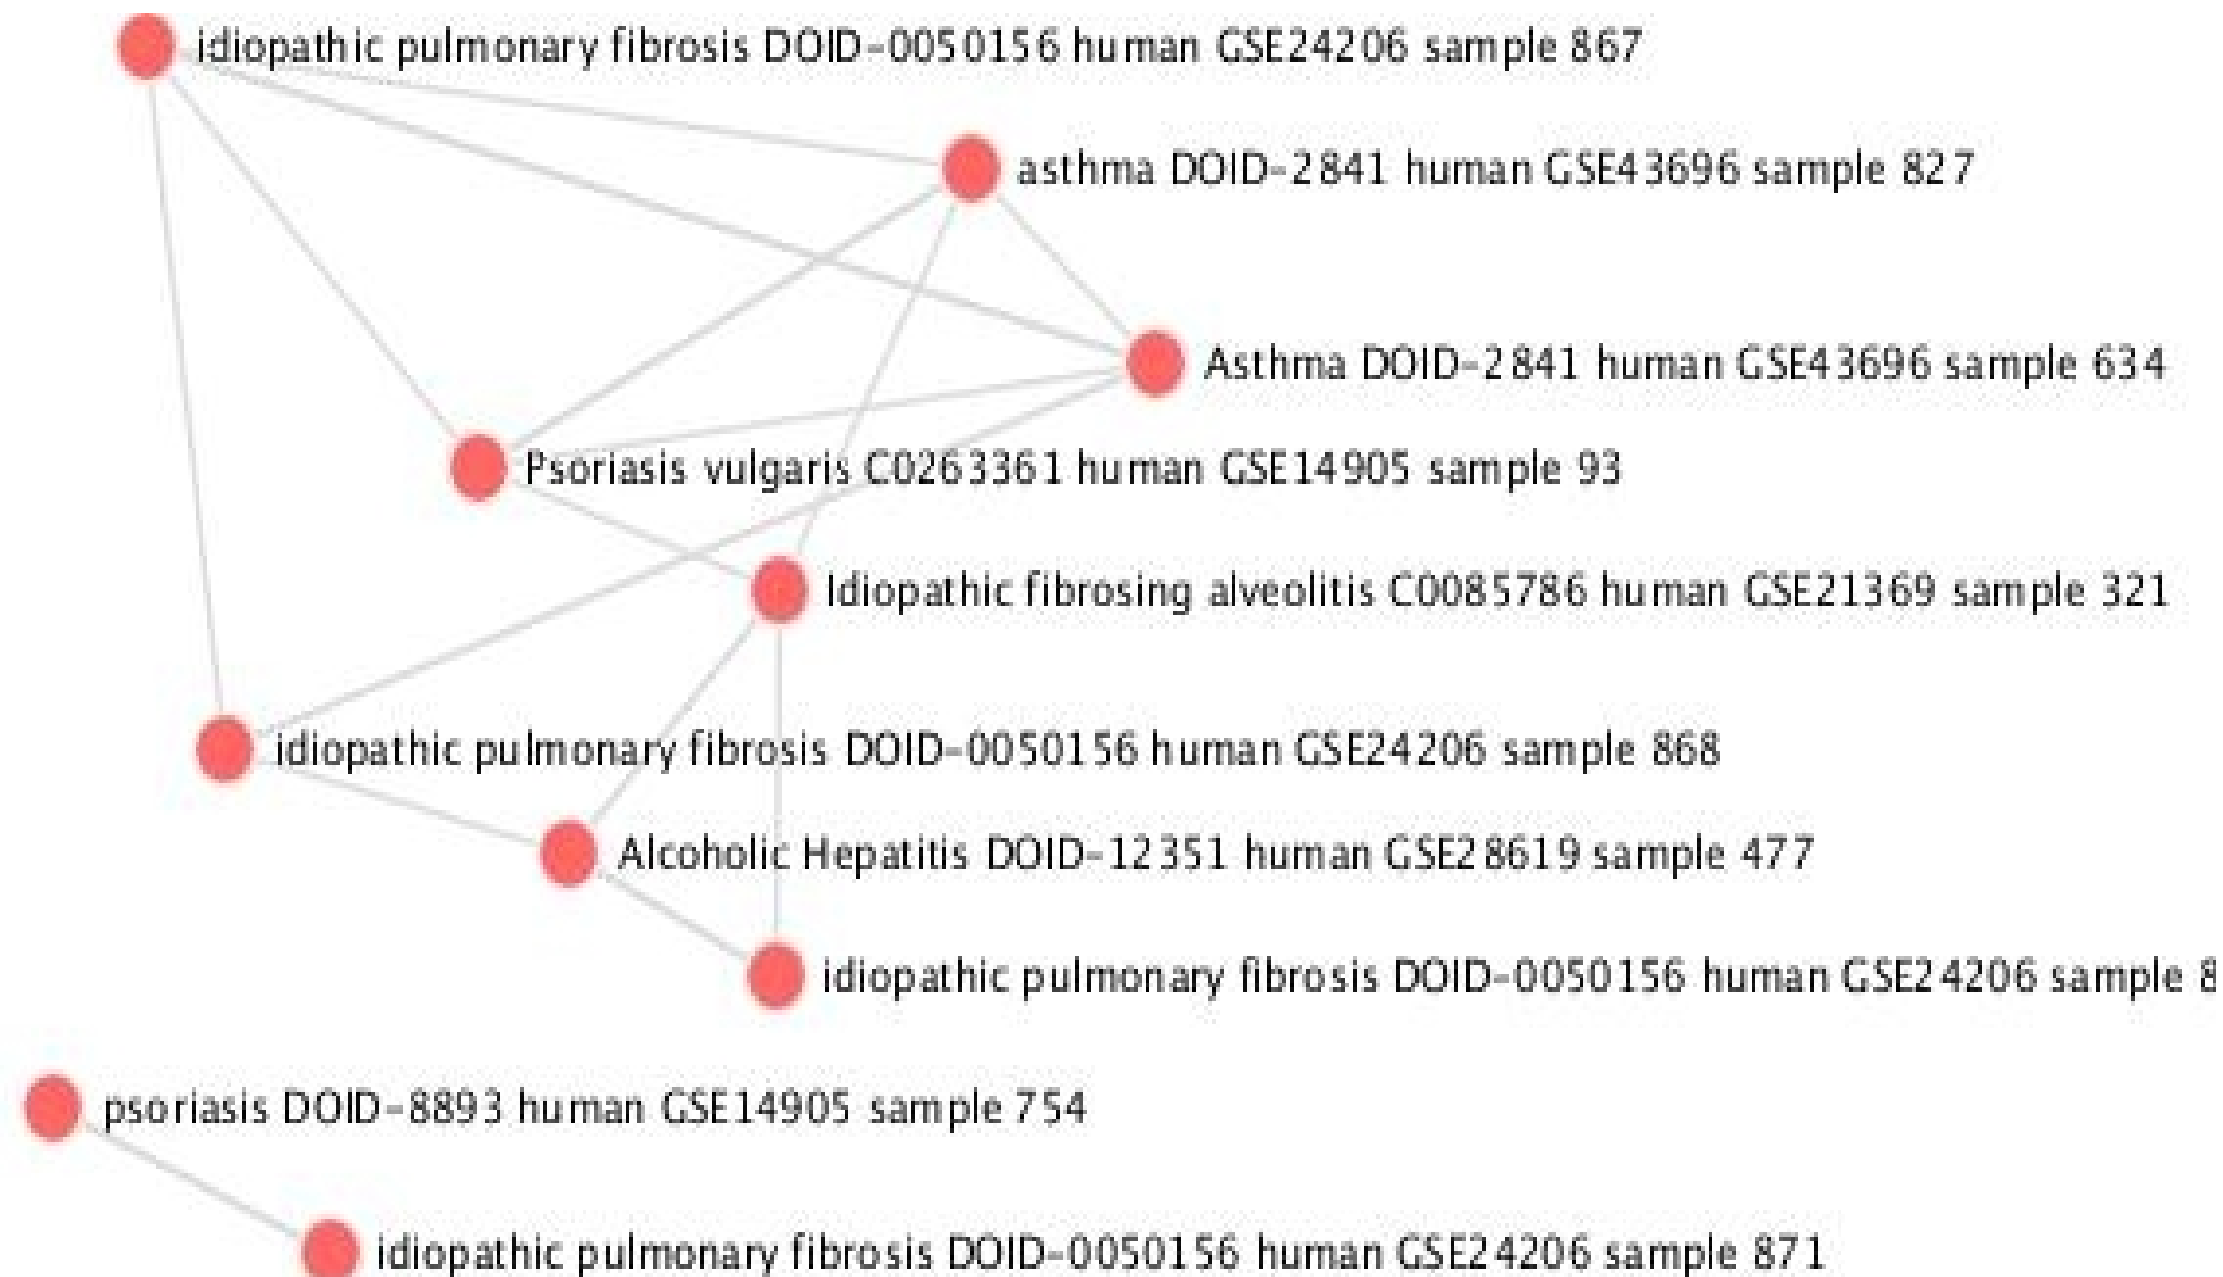 idiopathic pulmonary fibrosis DOID-0050156 human GSE24206 sample 867
asthma DOID-2841 human GSE43696 sample 827
Asthma DOID-2841 human GSE43696 sample 634
Psoriasis vulgaris C0263361 human GSE14905 sample 93
Idiopathic fibrosing alveolitis C0085786 human GSE21369 sample 321
idiopathic pulmonary fibrosis DOID-0050156 human GSE24206 sample 868
Alcoholic Hepatitis DOID-12351 human GSE28619 sample 477
idiopathic pulmonary fibrosis DOID-0050156 human GSE24206 sample
psoriasis DOID-8893 human GSE14905 sample 754
idiopathic pulmonary fibrosis DOID-0050156 human GSE24206 sample 871